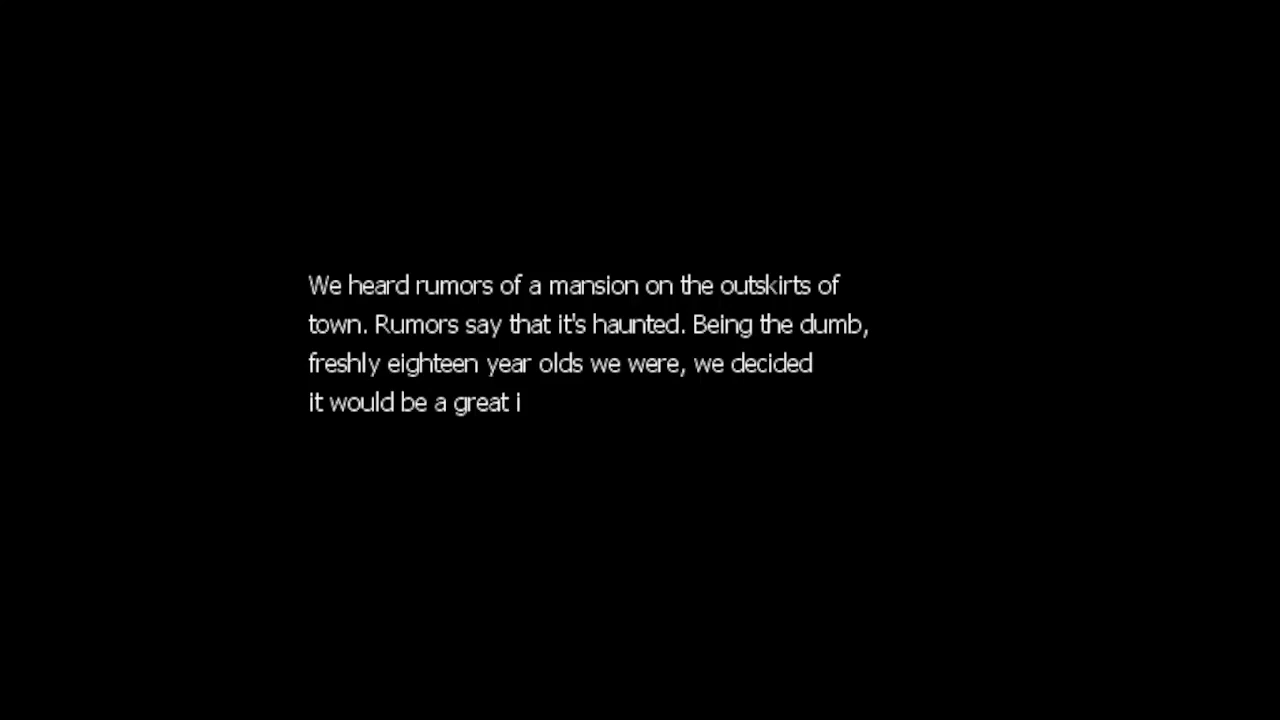 We heard rumors of a mansion on the outskirts of
town. Rumors say that it's haunted. Being the dumb,
freshly eighteen year olds we were, we decided
it would be a great i